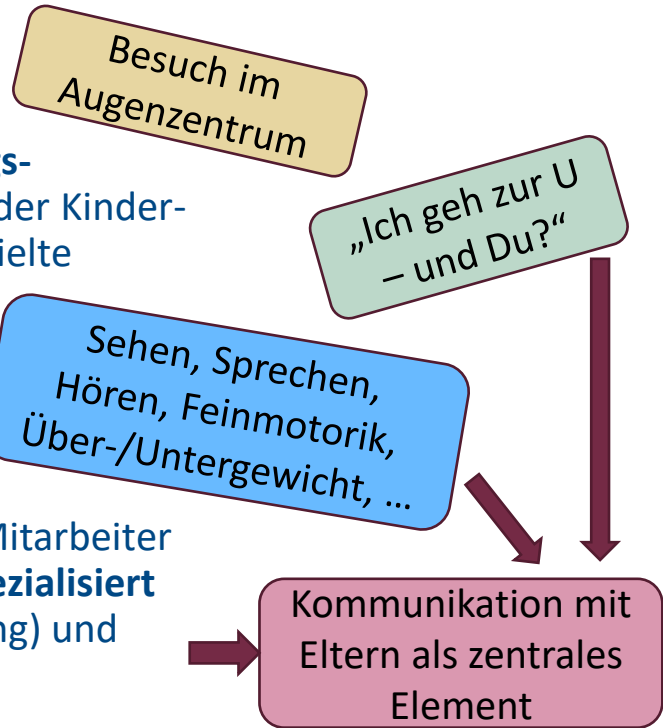 Besuch im
Augenzentrum
gs-
der Kinder-
ielte
„Ich geh zur U
– und Du?“
Sehen, Sprechen,
Hören, Feinmotorik,
Über-/Untergewicht, ...
Mitarbeiter
ezialisiert
ng) und
Kommunikation mit
Eltern als zentrales
Element